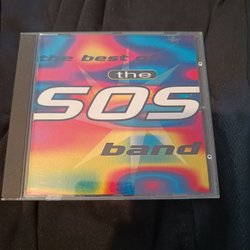 the best of
the
SOS
band